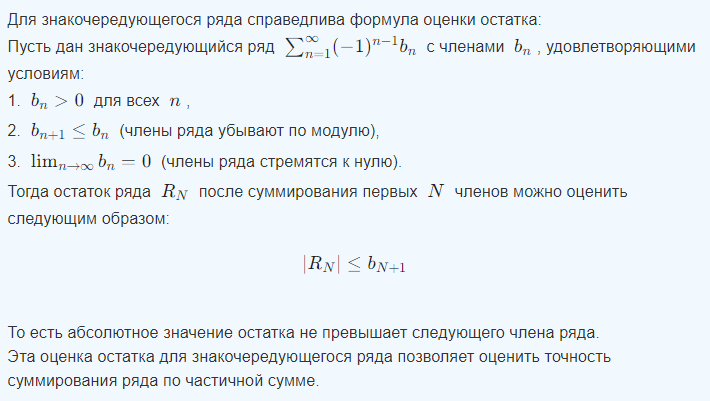 Для знакочередующегося ряда справедлива формула оценки остатка:
Пусть дан знакочередующийся ряд $\sum_{n=1}^{\infty}(-1)^{n-1}b_n$ с членами $b_n$ , удовлетворяющими
условиям:
1. $b_n > 0$ для всех $n$ ,
2. $b_{n+1} \leq b_n$ (члены ряда убывают по модулю),
3. $\lim_{n\to\infty} b_n = 0$ (члены ряда стремятся к нулю).
Тогда остаток ряда $R_N$ после суммирования первых $N$ членов можно оценить
следующим образом:
$|R_N| \leq b_{N+1}$
То есть абсолютное значение остатка не превышает следующего члена ряда.
Эта оценка остатка для знакочередующегося ряда позволяет оценить точность
суммирования ряда по частичной сумме.